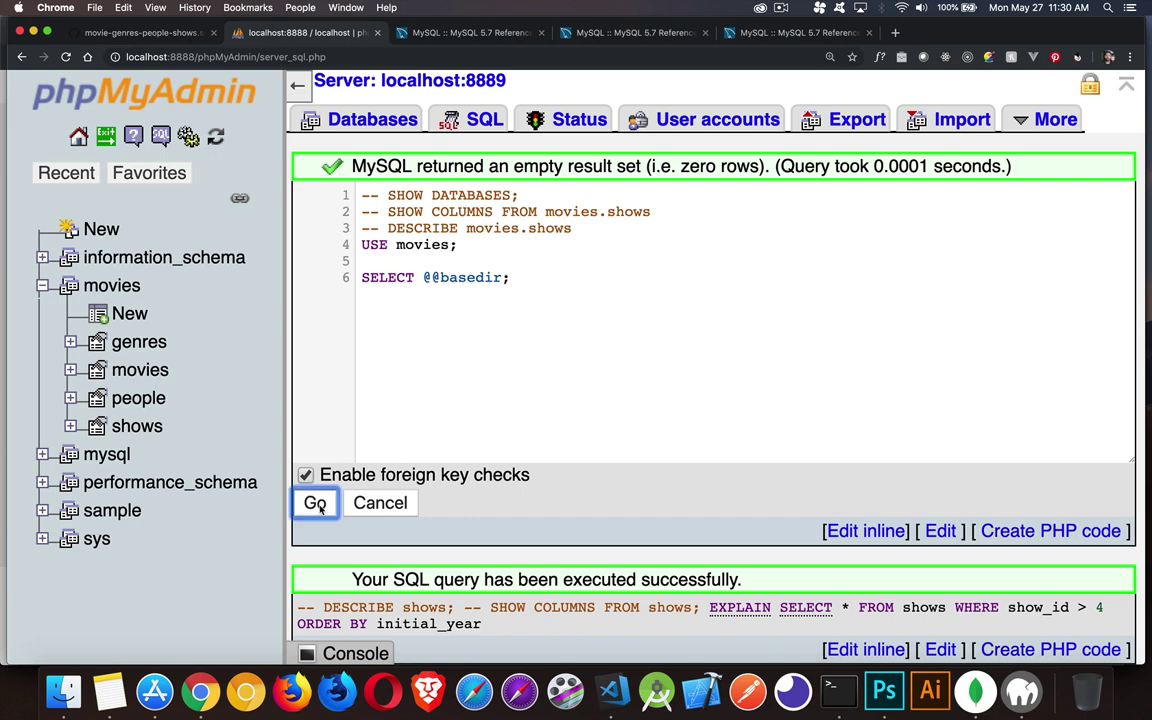 Chrome File Edit View History Bookmarks People Window Help 100% Mon May 27 11:30 AM
movie-genres-people-shows.s localhost:8888 / localhost | ph MySQL :: MySQL 5.7 Referenc MySQL :: MySQL 5.7 Referenc MySQL :: MySQL 5.7 Referenc
localhost:8888/phpMyAdmin/server_sql.php
phpMyAdmin
Recent Favorites
New
information_schema
movies
New
genres
movies
people
shows
mysql
performance_schema
sample
sys
Server: localhost:8889
Databases SQL Status User accounts Export Import More
MySQL returned an empty result set (i.e. zero rows). (Query took 0.0001 seconds.)
1 -- SHOW DATABASES;
2 -- SHOW COLUMNS FROM movies.shows
3 -- DESCRIBE movies.shows
4 USE movies;
5
6 SELECT @@basedir;
Enable foreign key checks
Go Cancel
[Edit inline] [ Edit ] [ Create PHP code ]
Your SQL query has been executed successfully.
-- DESCRIBE shows; -- SHOW COLUMNS FROM shows; EXPLAIN SELECT * FROM shows WHERE show_id > 4
ORDER BY initial_year
[Edit inline] [ Edit ] [ Create PHP code ]
Console
Ps Ai